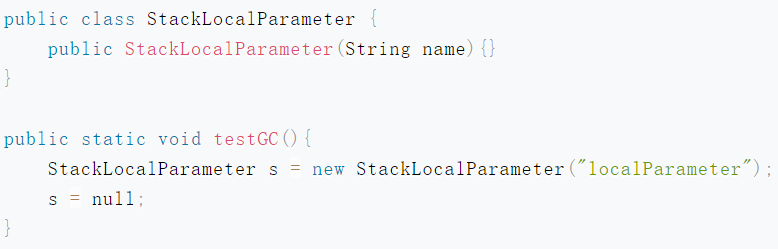 public class StackLocalParameter {
    public StackLocalParameter(String name){}
}

public static void testGC(){
    StackLocalParameter s = new StackLocalParameter("localParameter");
    s = null;
}